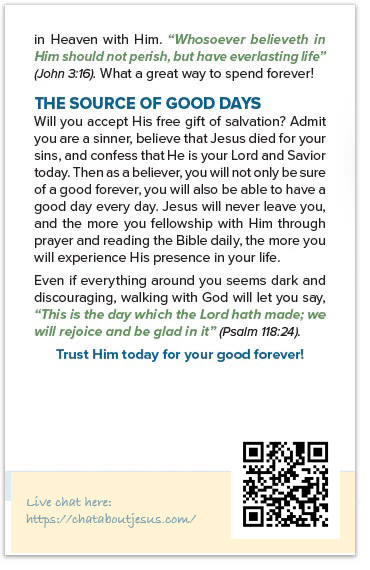 in Heaven with Him. “Whosoever believeth in
Him should not perish, but have everlasting life”
(John 3:16). What a great way to spend forever!
THE SOURCE OF GOOD DAYS
Will you accept His free gift of salvation? Admit
you are a sinner, believe that Jesus died for your
sins, and confess that He is your Lord and Savior
today. Then as a believer, you will not only be sure
of a good forever, you will also be able to have a
good day every day. Jesus will never leave you,
and the more you fellowship with Him through
prayer and reading the Bible daily, the more you
will experience His presence in your life.
Even if everything around you seems dark and
discouraging, walking with God will let you say,
“This is the day which the Lord hath made; we
will rejoice and be glad in it” (Psalm 118:24).
Trust Him today for your good forever!
Live chat here:
https://chataboutjesus.com/